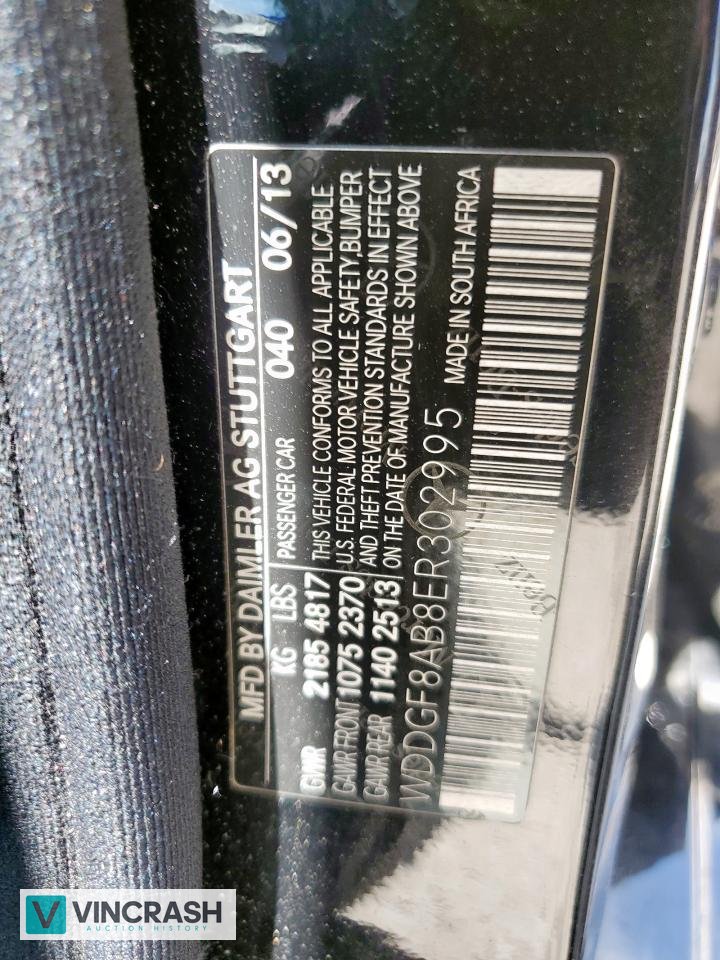 MFD BY DAIMLER AG STUTTGART
KG LBS PASSENGER CAR 040 06/13
GWR 2185 4817 THIS VEHICLE CONFORMS TO ALL APPLICABLE
GAWR FRONT 1075 2370 U.S. FEDERAL MOTOR VEHICLE SAFETY, BUMPER
GAWR REAR 1140 2513 AND THEFT PREVENTION STANDARDS IN EFFECT
ON THE DATE OF MANUFACTURE SHOWN ABOVE
WDDGF8AB8ER302995 MADE IN SOUTH AFRICA
V VINCRASH
AUCTION HISTORY